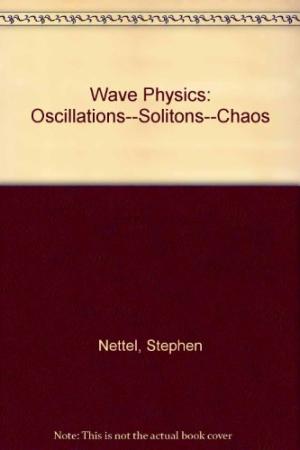 Wave Physics:
Oscillations--Solitons--Chaos
Nettel, Stephen
Note: This is not the actual book cover